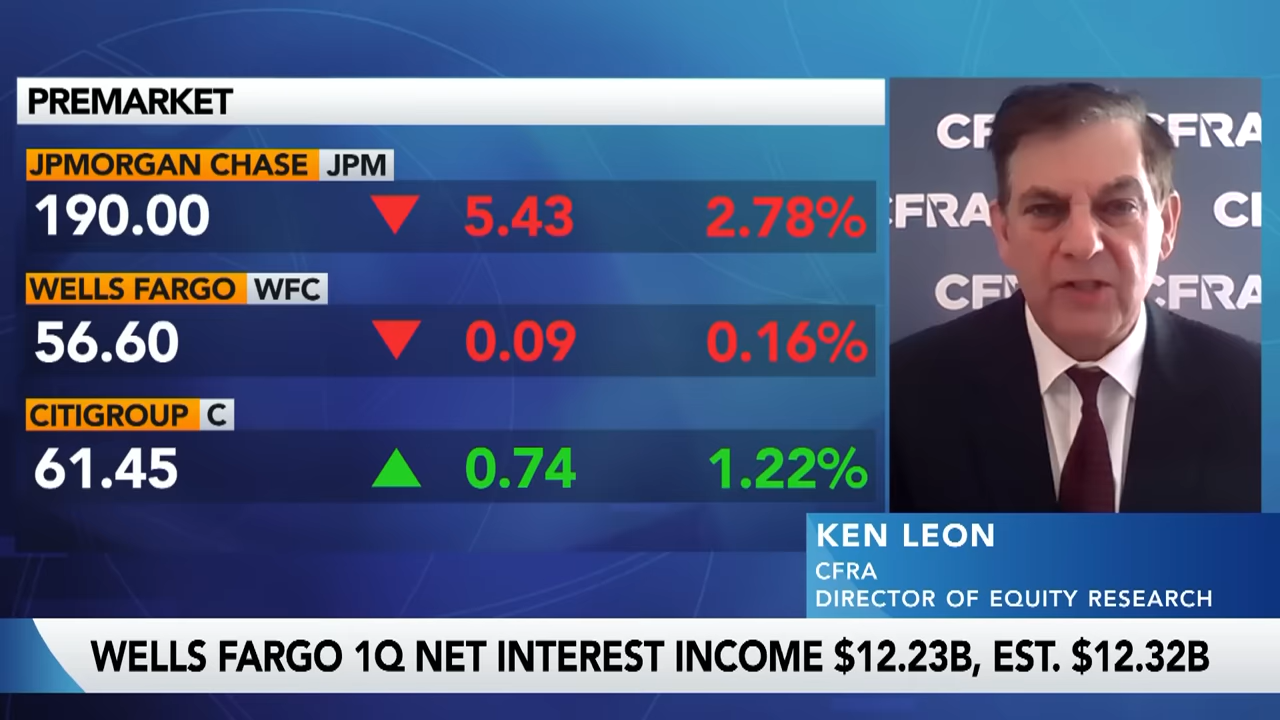 PREMARKET
JPMORGAN CHASE JPM
190.00 ▼ 5.43 2.78%
WELLS FARGO WFC
56.60 ▼ 0.09 0.16%
CITIGROUP C
61.45 ▲ 0.74 1.22%
CFRA
CFRA
KEN LEON
CFRA
DIRECTOR OF EQUITY RESEARCH
WELLS FARGO 1Q NET INTEREST INCOME $12.23B, EST. $12.32B